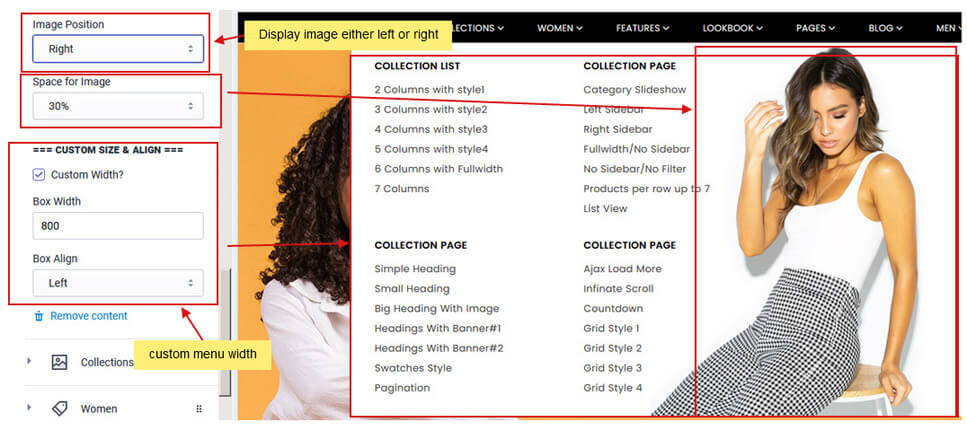 Image Position
Right
Space for Image
30%
=== CUSTOM SIZE & ALIGN ===
Custom Width?
Box Width
800
Box Align
Left
Remove content
Collections
Women
Display image either left or right
custom menu width
LECTIONS
WOMEN
FEATURES
LOOKBOOK
PAGES
BLOG
MEN
COLLECTION LIST
2 Columns with style1
3 Columns with style2
4 Columns with style3
5 Columns with style4
6 Columns with Fullwidth
7 Columns
COLLECTION PAGE
Category Slideshow
Left Sidebar
Right Sidebar
Fullwidth/No Sidebar
No Sidebar/No Filter
Products per row up to 7
List View
COLLECTION PAGE
Simple Heading
Small Heading
Big Heading With Image
Headings With Banner#1
Headings With Banner#2
Swatches Style
Pagination
COLLECTION PAGE
Ajax Load More
Infinate Scroll
Countdown
Grid Style 1
Grid Style 2
Grid Style 3
Grid Style 4